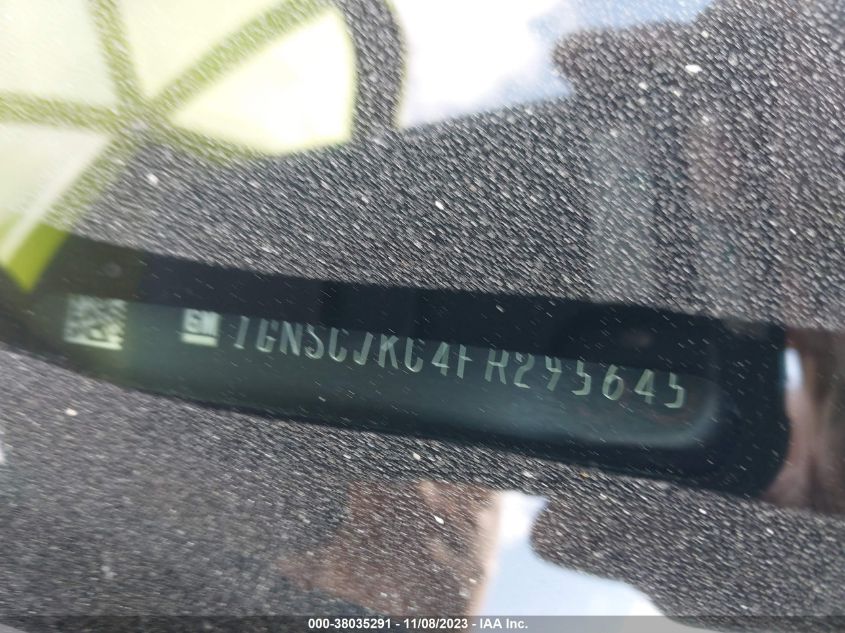 GM 1GNSCJKC4FR295645
000-38035291 - 11/08/2023 - IAA Inc.